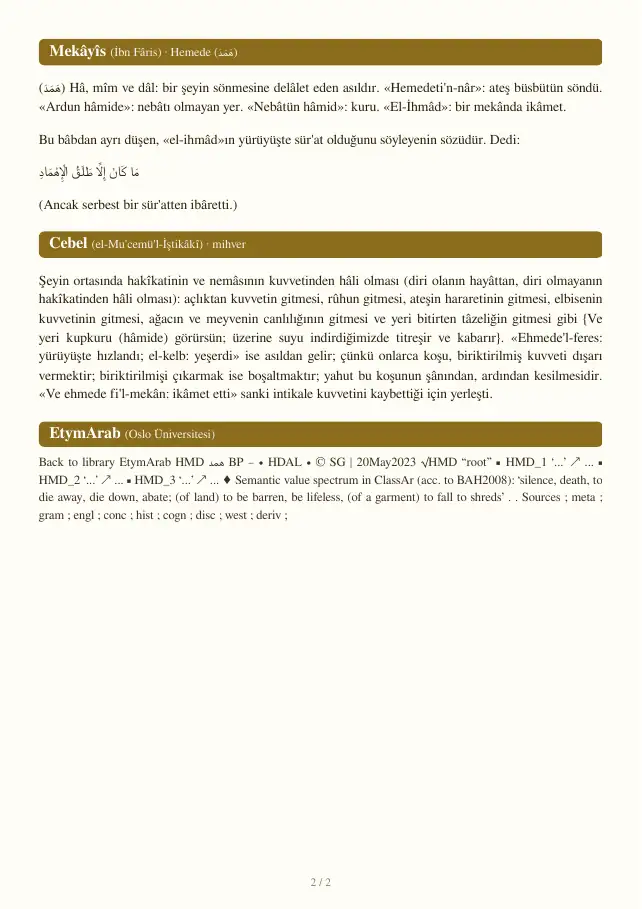 Mekâyîs (İbn Fâris) · Hemede (هَمَدَ)
(هَمَدَ) Hâ, mîm ve dâl: bir şeyin sönmesine delâlet eden asıldır. «Hemedeti'n-nâr»: ateş büsbütün söndü.
«Ardun hâmide»: nebâtı olmayan yer. «Nebâtün hâmid»: kuru. «El-İhmâd»: bir mekânda ikâmet.
Bu bâbdan ayrı düşen, «el-ihmâd»ın yürüyüşte sür'at olduğunu söyleyenin sözüdür. Dedi:
مَا كَانَ إِلَّا طَلَقُ الْإِهْمَادِ
(Ancak serbest bir sür'atten ibâretti.)
Cebel (el-Mu'cemü'l-İştikâkî) · mihver
Şeyin ortasında hakîkatinin ve nemâsının kuvvetinden hâli olması (diri olanın hayâttan, diri olmayanın
hakîkatinden hâli olması): açlıktan kuvvetin gitmesi, rûhun gitmesi, ateşin hararetinin gitmesi, elbisenin
kuvvetinin gitmesi, ağacın ve meyvenin canlılığının gitmesi ve yeri bitirten tâzeliğin gitmesi gibi {Ve
yeri kupkuru (hâmide) görürsün; üzerine suyu indirdiğimizde titreşir ve kabarır}. «Ehmede'l-feres:
yürüyüşte hızlandı; el-kelb: yeşerdi» ise asıldan gelir; çünkü onlarca koşu, biriktirilmiş kuvveti dışarı
vermektir; biriktirilmişi çıkarmak ise boşaltmaktır; yahut bu koşunun şânından, ardından kesilmesidir.
«Ve ehmede fi'l-mekân: ikâmet etti» sanki intikale kuvvetini kaybettiği için yerleşti.
EtymArab (Oslo Üniversitesi)
Back to library EtymArab HMD همد BP – • HDAL • © SG | 20May2023 √HMD “root” ▪ HMD_1 ‘...’ ↗ ... ▪
HMD_2 ‘...’ ↗ ... ▪ HMD_3 ‘...’ ↗ ... ♦ Semantic value spectrum in ClassAr (acc. to BAH2008): ‘silence, death, to
die away, die down, abate; (of land) to be barren, be lifeless, (of a garment) to fall to shreds’ . . Sources ; meta ;
gram ; engl ; conc ; hist ; cogn ; disc ; west ; deriv ;
2 / 2